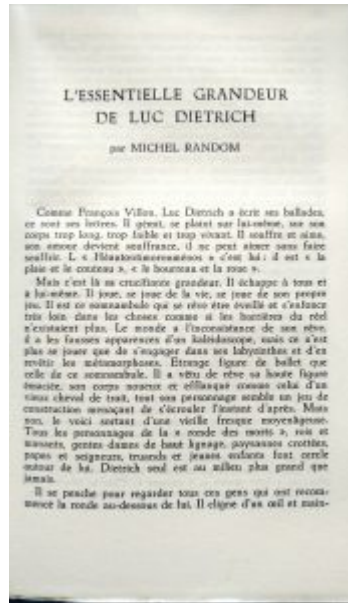 L'ESSENTIELLE GRANDEUR
DE LUC DIETRICH
par MICHEL RANDOM
Comme François Villon, Luc Dietrich a écrit ses ballades,
ce sont ses lettres. Il gémit, se plaint sur lui-même, sur son
corps trop long, trop faible et trop vivant. Il souffre et aime,
son amour devient souffrance, il ne peut aimer sans faire
souffrir. L « Héautontimorouménos » c'est lui : il est « la
plaie et le couteau », « le bourreau et la roue ».
Mais c'est là sa crucifiante grandeur. Il échappe à tous et
à lui-même. Il joue, se joue de la vie, se joue de son propre
jeu. Il est ce somnambule qui se rêve être éveillé et s'enfonce
très loin dans les choses comme si les barrières du réel
n'existaient plus. Le monde a l'inconsistance de son rêve,
il a les fausses apparences d'un kaléidoscope, mais ce n'est
plus se jouer que de s'engager dans ses labyrinthes et d'en
revêtir les métamorphoses. Étrange figure de ballet que
celle de ce somnambule. Il a vêtu de rêve sa haute figure
émaciée, son corps noueux et efflanqué comme celui d'un
vieux cheval de trait, tout son personnage semble un jeu de
construction menaçant de s'écrouler l'instant d'après. Mais
non, le voici sortant d'une vieille fresque moyenâgeuse.
Tous les personnages de la « ronde des morts », rois et
manants, gentes dames de haut lignage, paysannes crottées,
papes et seigneurs, truands et jeunes enfants font cercle
autour de lui. Dietrich seul est au milieu plus grand que
jamais.
Il se penche pour regarder tous ces gens qui ont recom-
mencé la ronde au-dessous de lui. Il cligne d'un œil et main-